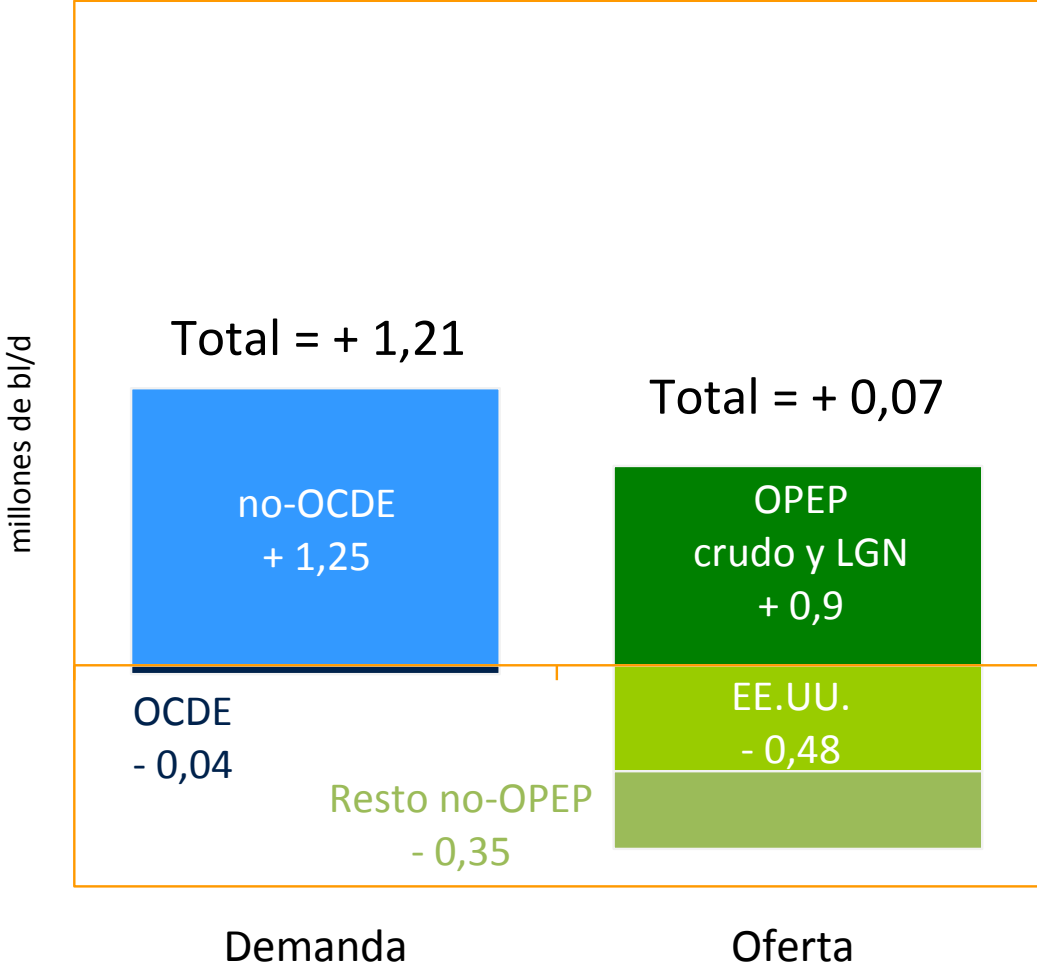 millones de bl/d
Total = + 1,21
no-OCDE
+ 1,25
OCDE
- 0,04
Total = + 0,07
OPEP
crudo y LGN
+ 0,9
EE.UU.
- 0,48
Resto no-OPEP
- 0,35
Demanda
Oferta